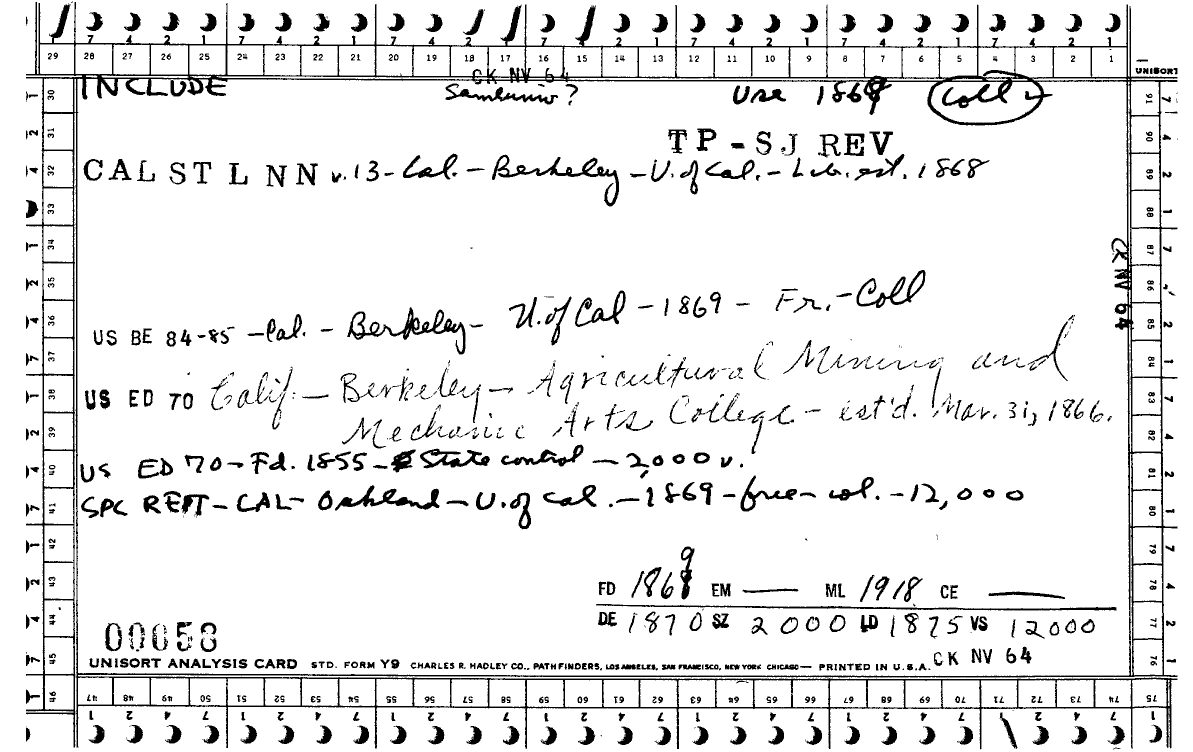 7 4 2 1 7 4 2 1 7 4 2 1 7 4 2 1 7 4 2 1 7 4 2 1
29 28 27 26 25 24 23 22 21 20 19 18 17 16 15 14 13 12 11 10 9 8 7 6 5 4 3 2 1
UNISORT
CK NV 64
INCLUDE
Use 1869 Coll
TP-SJ REV
CAL ST L NN v. 13-Cal.-Berkeley-U. of Cal.-Lib. est. 1868
CK NV 64
US BE 84-85-Cal.-Berkeley-U. of Cal-1869-Fr.-Coll
US ED 70 Calif.-Berkeley-Agricultural Mining and
Mechanic Arts College-est'd. Mar. 31, 1866.
US ED 70-Fd. 1855-State control-2,000 v.
SPC REPT-CAL-Oakland-U. of Cal.-1869-free-col.-12,000
9
FD 1868 EM — ML 1918 CE —
DE 1870 SZ 2000 LD 1875 VS 12000
00058
UNISORT ANALYSIS CARD STD. FORM Y9 CHARLES R. HADLEY CO., PATHFINDERS, LOS ANGELES, SAN FRANCISCO, NEW YORK CHICAGO— PRINTED IN U.S.A.
CK NV 64
30 31 32 33 34 35 36 37 38 39 40 41 42 43 44 45 46
91 90 89 88 87 86 85 84 83 82 81 80 79 78 77 76 75
47 48 49 50 51 52 53 54 55 56 57 58 59 60 61 62 63 64 65 66 67 68 69 70 71 72 73 74